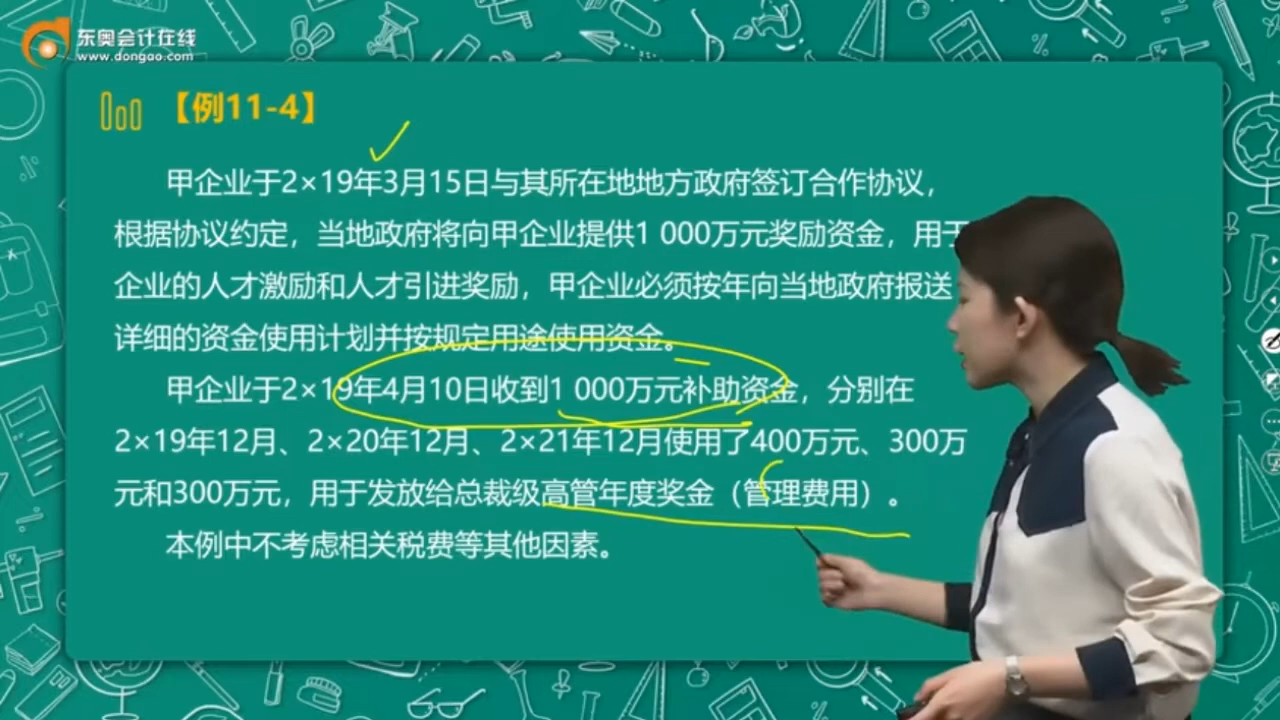 东奥会计在线
www.dongao.com
【例11-4】
甲企业于2×19年3月15日与其所在地地方政府签订合作协议，
根据协议约定，当地政府将向甲企业提供1 000万元奖励资金，用于
企业的人才激励和人才引进奖励，甲企业必须按年向当地政府报送
详细的资金使用计划并按规定用途使用资金。
甲企业于2×19年4月10日收到1 000万元补助资金，分别在
2×19年12月、2×20年12月、2×21年12月使用了400万元、300万
元和300万元，用于发放给总裁级高管年度奖金（管理费用）。
本例中不考虑相关税费等其他因素。